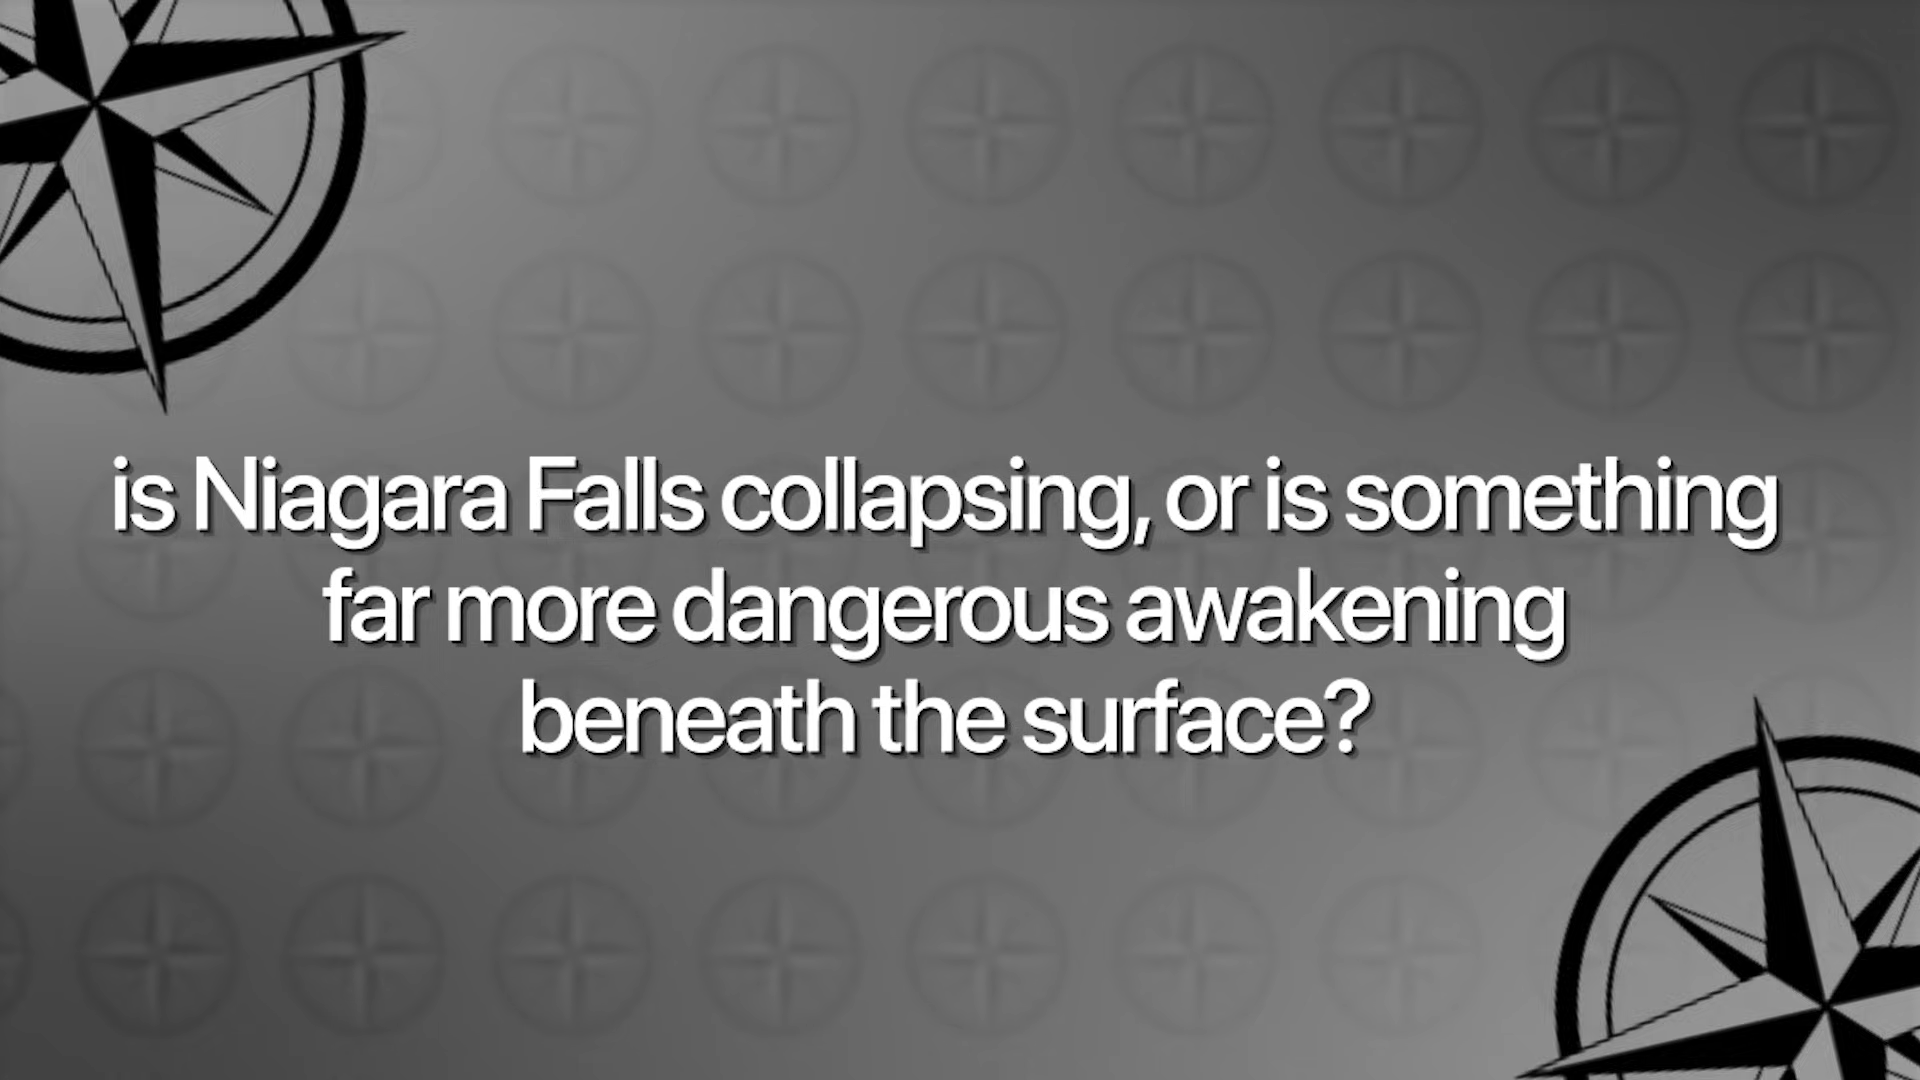 is Niagara Falls collapsing, or is something
far more dangerous awakening
beneath the surface?